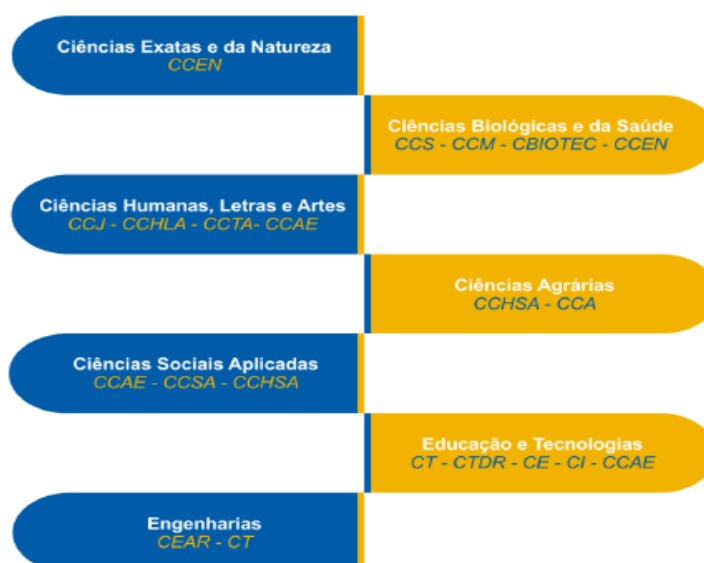 Ciências Exatas e da Natureza
CCEN
Ciências Biológicas e da Saúde
CCS - CCM - CBIOTEC - CCEN
Ciências Humanas, Letras e Artes
CCJ - CCHLA - CCTA- CCAE
Ciências Agrárias
CCHSA - CCA
Ciências Sociais Aplicadas
CCAE - CCSA - CCHSA
Educação e Tecnologias
CT - CTDR - CE - CI - CCAE
Engenharias
CEAR - CT